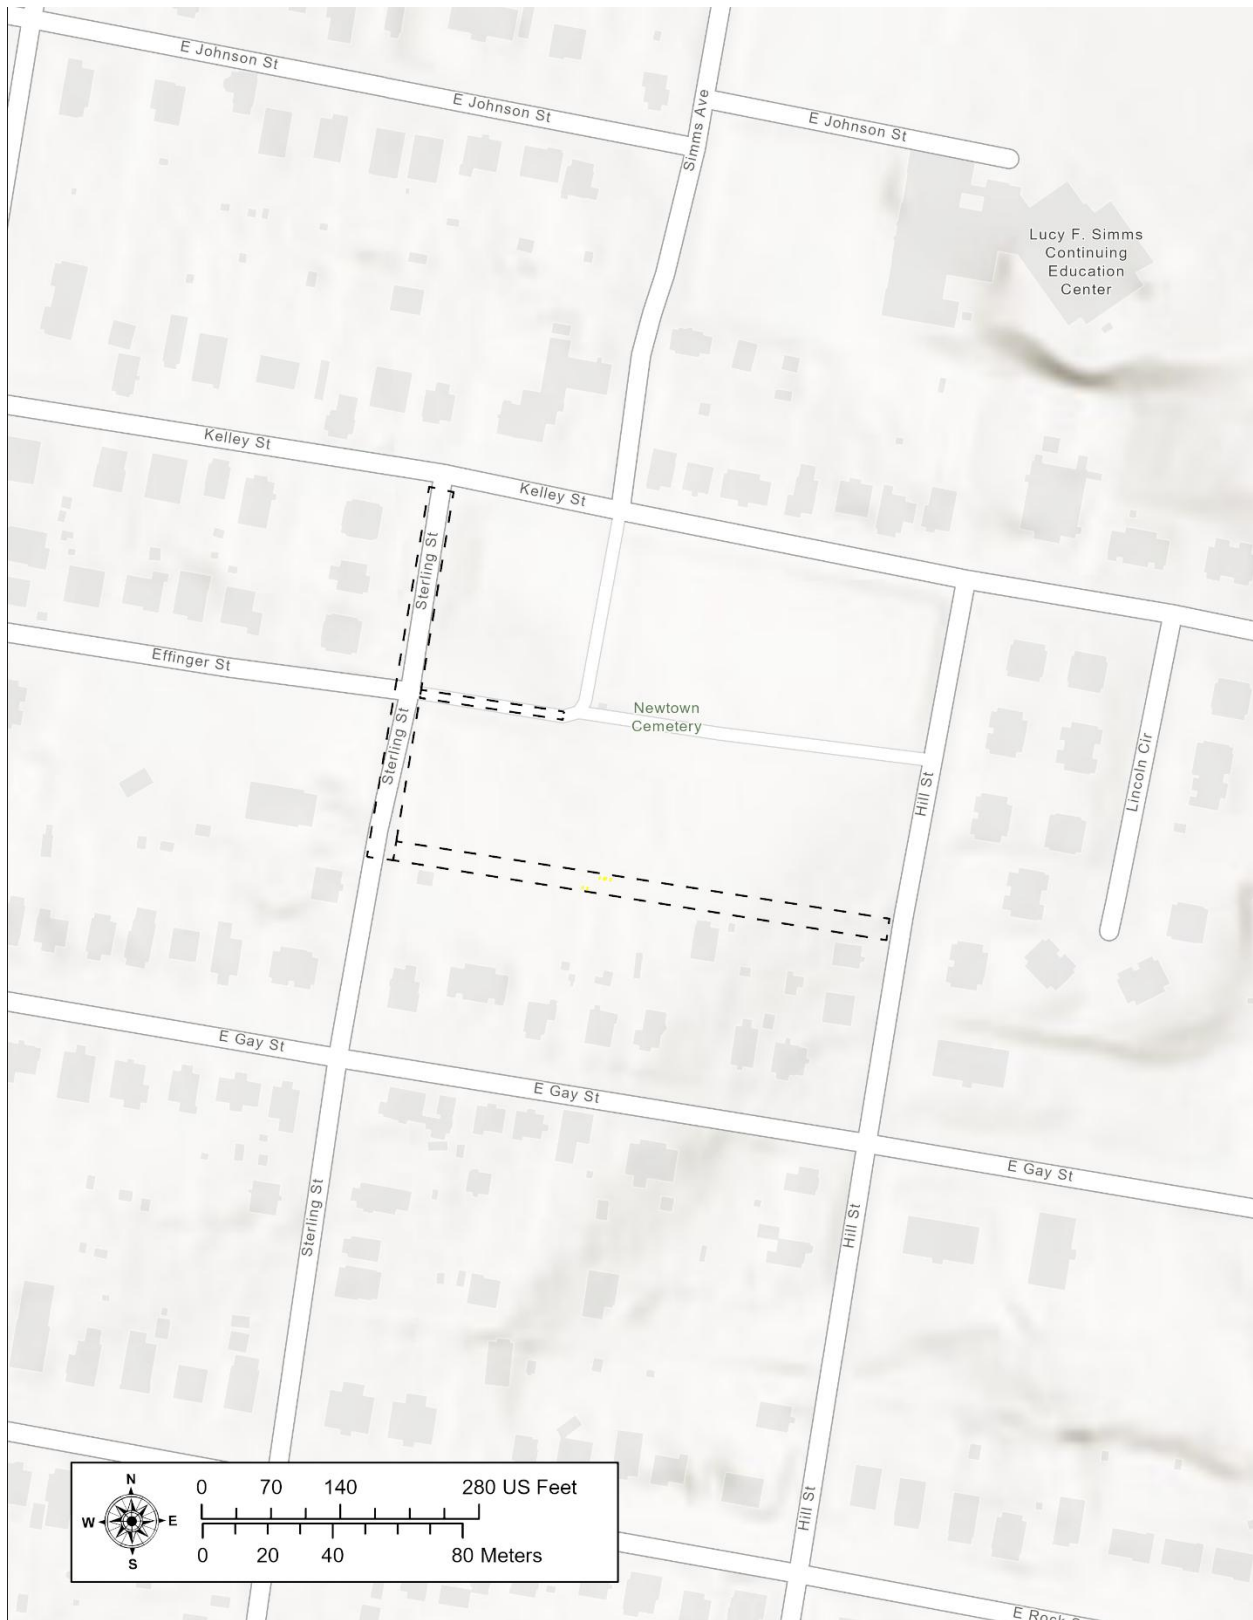 E Johnson St
E Johnson St
Simms Ave
E Johnson St
Lucy F. Simms
Continuing
Education
Center
Kelley St
Kelley St
Sterling St
Effinger St
Newtown
Cemetery
Sterling St
Hill St
Lincoln Cir
E Gay St
E Gay St
E Gay St
Sterling St
Hill St
Hill St
N
W
E
S
0 70 140 280 US Feet
0 20 40 80 Meters
E Rock